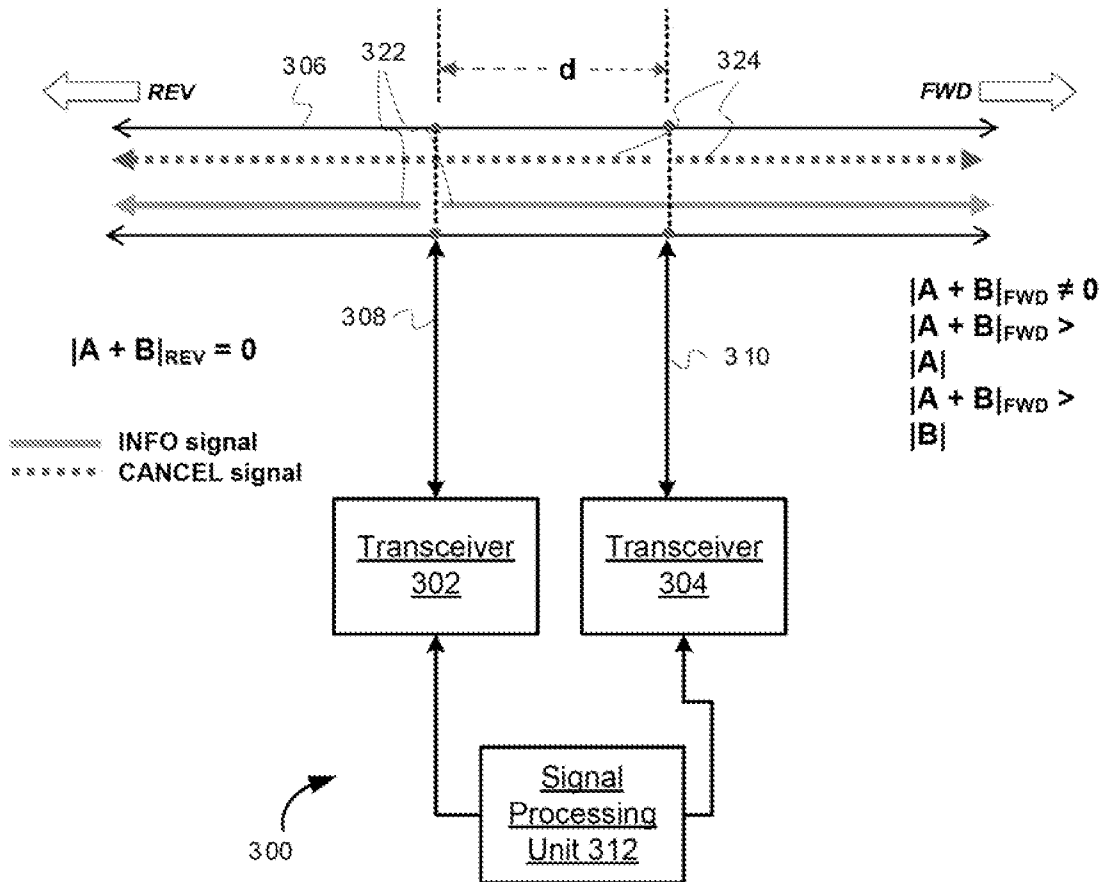 306
322
d
324
REV
FWD
308
310
|A + B|REV = 0
|A + B|FWD ≠ 0
|A + B|FWD >
|A|
|A + B|FWD >
|B|
INFO signal
CANCEL signal
Transceiver
302
Transceiver
304
Signal
Processing
Unit 312
300